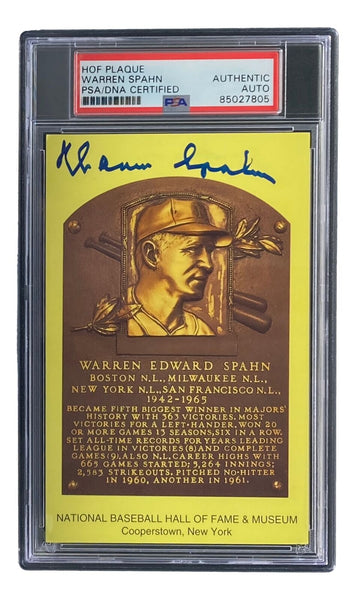 HOF PLAQUE
WARREN SPAHN
PSA/DNA CERTIFIED
PSA
AUTHENTIC
AUTO
85027805
Warren Spahn
WARREN EDWARD SPAHN
BOSTON N.L., MILWAUKEE N.L.,
NEW YORK N.L., SAN FRANCISCO N.L.,
1942-1965
BECAME FIFTH BIGGEST WINNER IN MAJORS'
HISTORY WITH 363 VICTORIES. MOST
VICTORIES FOR A LEFT-HANDER. WON 20
OR MORE GAMES 13 SEASONS, SIX IN A ROW.
SET ALL-TIME RECORDS FOR YEARS LEADING
LEAGUE IN VICTORIES (8) AND COMPLETE
GAMES (9). ALSO N.L. CAREER HIGHS WITH
665 GAMES STARTED; 5,264 INNINGS;
2,583 STRIKEOUTS. PITCHED NO-HITTER
IN 1960, ANOTHER IN 1961.
NATIONAL BASEBALL HALL OF FAME & MUSEUM
Cooperstown, New York